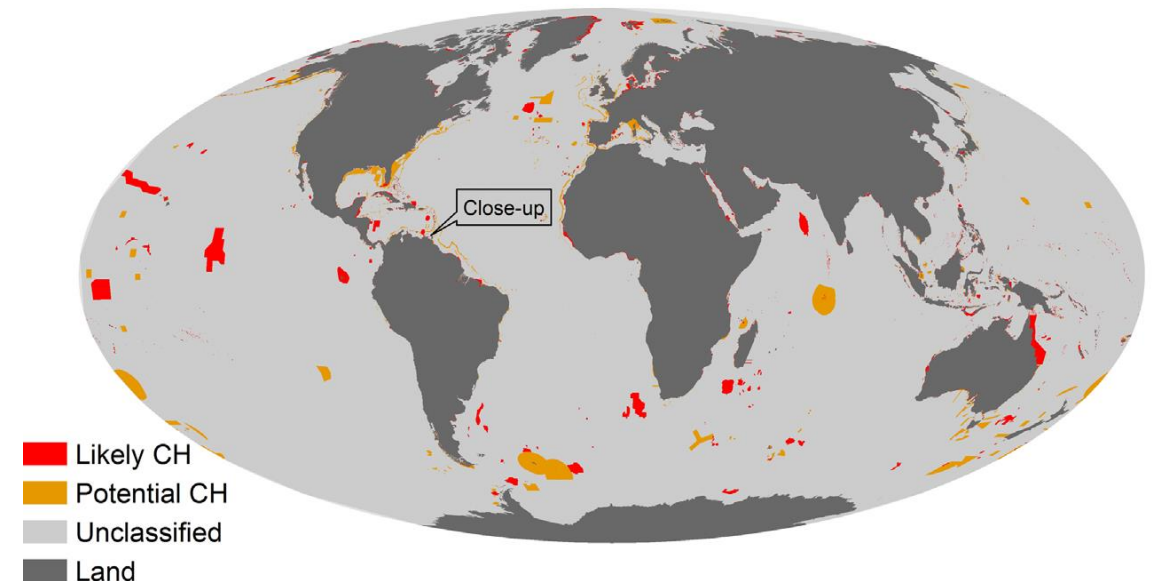 Close-up
Likely CH
Potential CH
Unclassified
Land